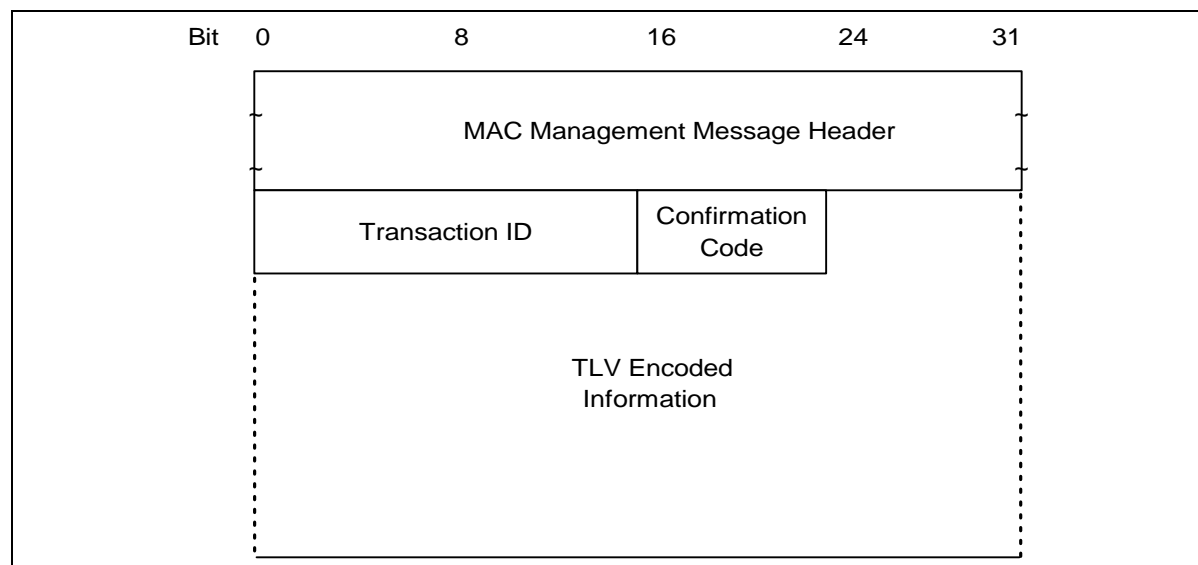 Bit 0 8 16 24 31
MAC Management Message Header
Transaction ID
Confirmation
Code
TLV Encoded
Information